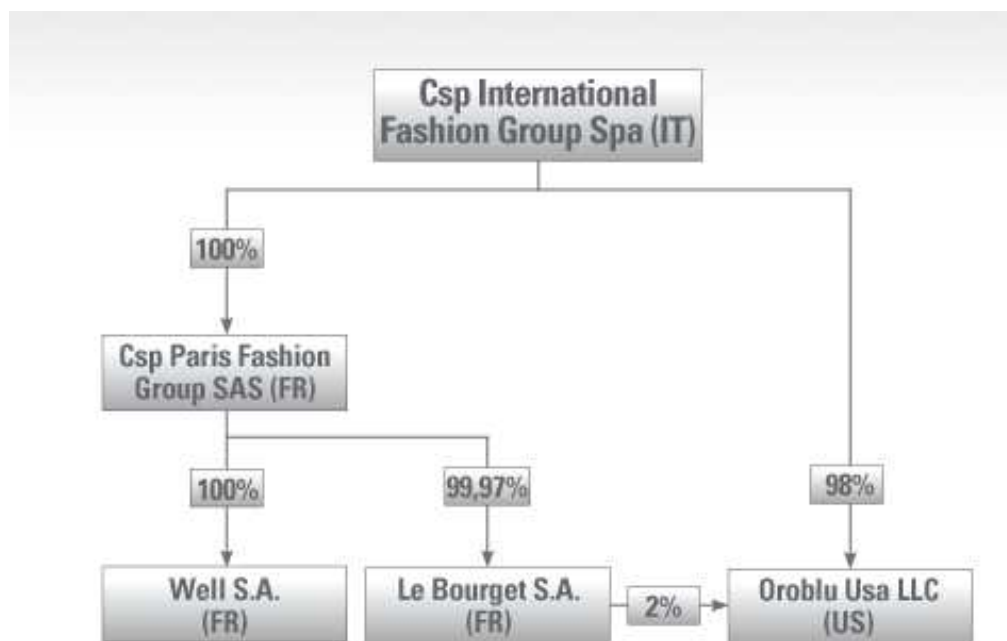 Csp International
Fashion Group Spa (IT)
100%
Csp Paris Fashion
Group SAS (FR)
100%
99,97%
98%
Well S.A.
(FR)
Le Bourget S.A.
(FR)
2%
Oroblu Usa LLC
(US)